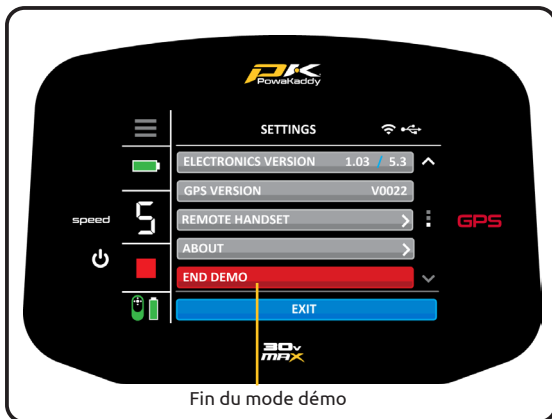 PK
PowaKaddy
SETTINGS
ELECTRONICS VERSION 1.03 / 5.3
GPS VERSION V0022
speed 5 REMOTE HANDSET GPS
ABOUT
END DEMO
EXIT
30v
MAX
Fin du mode démo